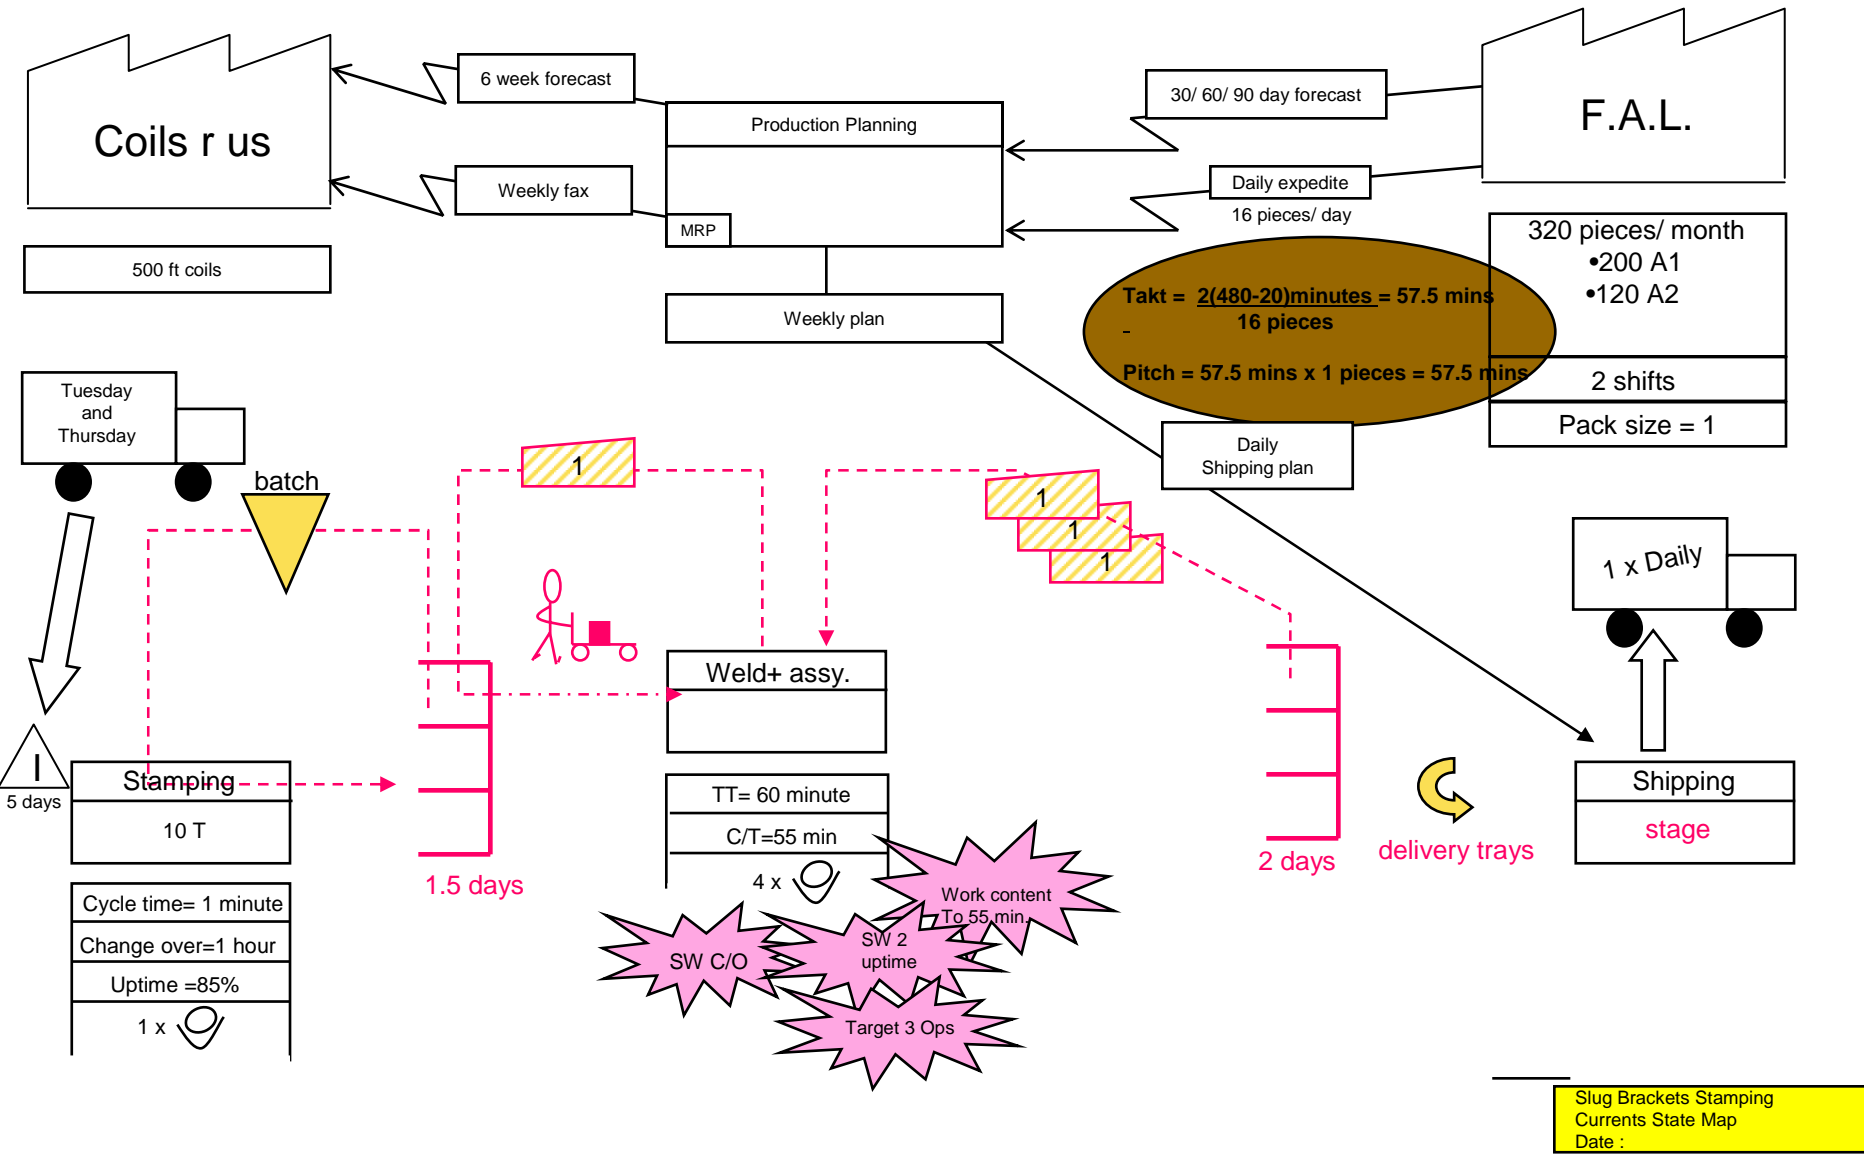 Coils r us
6 week forecast
Weekly fax
500 ft coils
Production Planning
MRP
Weekly plan
30/ 60/ 90 day forecast
Daily expedite
16 pieces/ day
F.A.L.
320 pieces/ month
•200 A1
•120 A2
2 shifts
Pack size = 1
Takt = 2(480-20)minutes = 57.5 mins
16 pieces
Pitch = 57.5 mins x 1 pieces = 57.5 mins
Daily
Shipping plan
Tuesday
and
Thursday
batch
1
1
1
1
1 x Daily
I
5 days
Stamping
10 T
Cycle time= 1 minute
Change over=1 hour
Uptime =85%
1 x
1.5 days
Weld+ assy.
TT= 60 minute
C/T=55 min
4 x
Work content
To 55 min.
SW C/O
SW 2
uptime
Target 3 Ops
2 days
delivery trays
Shipping
stage
Slug Brackets Stamping
Currents State Map
Date :